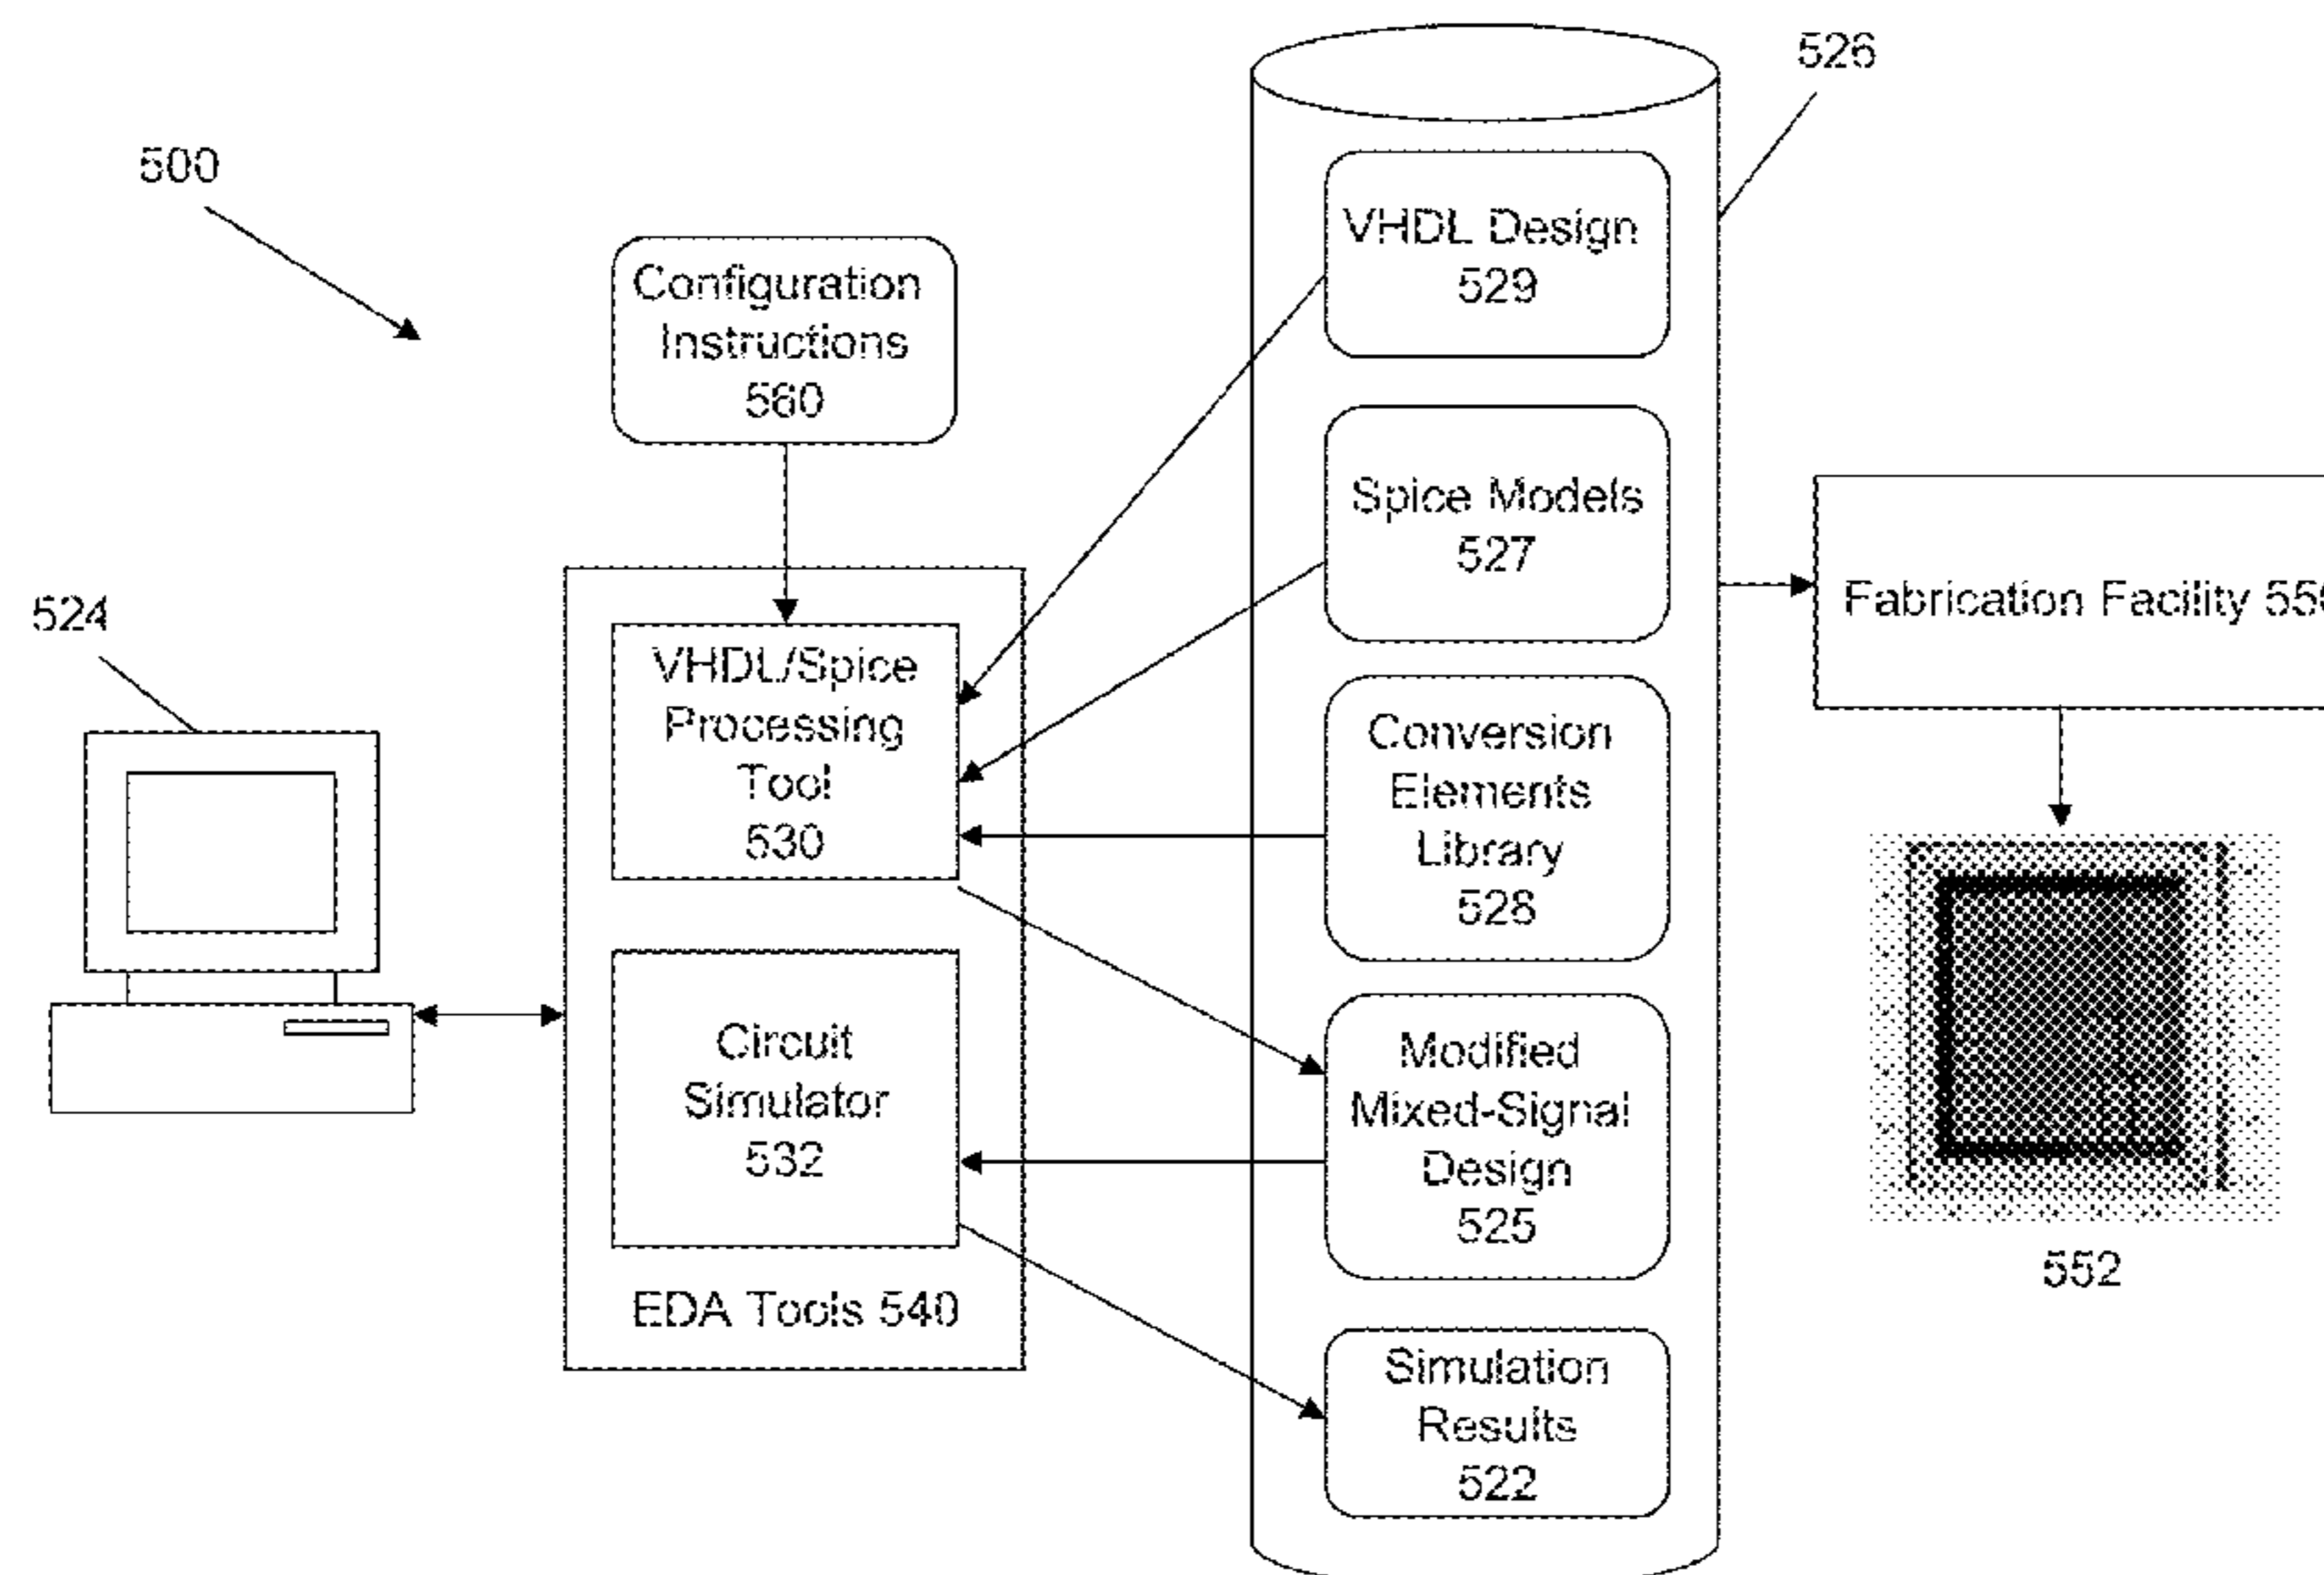 526
500
VHDL Design
529
Configuration
Instructions
560
Spice Models
527
Fabrication Facility
524
VHDL/Spice
Processing
Tool
530
Conversion
Elements
Library
528
Circuit
Simulator
532
Modified
Mixed-Signal
Design
525
552
EDA Tools 540
Simulation
Results
522